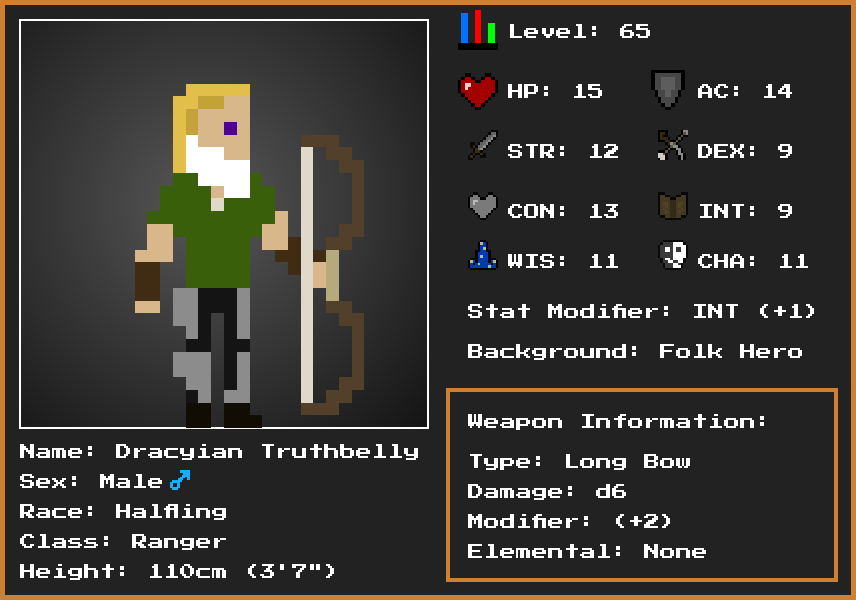 Level: 65
HP: 15 AC: 14
STR: 12 DEX: 9
CON: 13 INT: 9
WIS: 11 CHA: 11
Stat Modifier: INT (+1)
Background: Folk Hero
Weapon Information:
Type: Long Bow
Damage: d6
Modifier: (+2)
Elemental: None
Name: Dracyian Truthbelly
Sex: Male ♂
Race: Halfling
Class: Ranger
Height: 110cm (3'7")